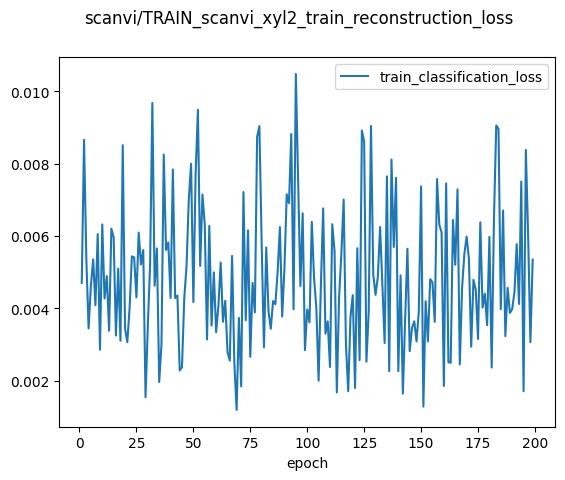 scanvi/TRAIN_scanvi_xyl2_train_reconstruction_loss
train_classification_loss
0.010
0.008
0.006
0.004
0.002
0 25 50 75 100 125 150 175 200
epoch